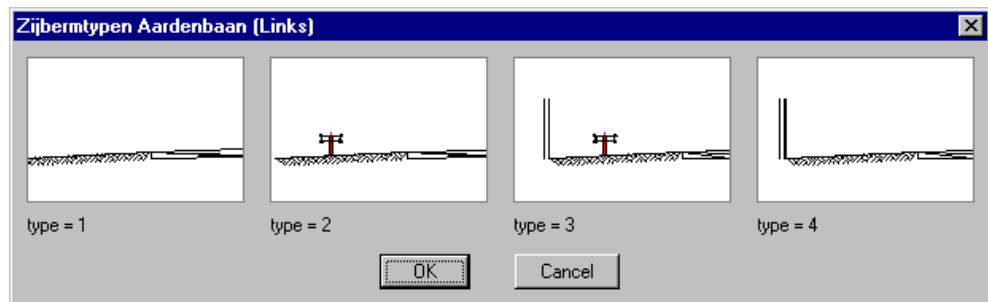 Zijbermtypen Aardenbaan (Links)
type = 1
type = 2
type = 3
type = 4
OK
Cancel